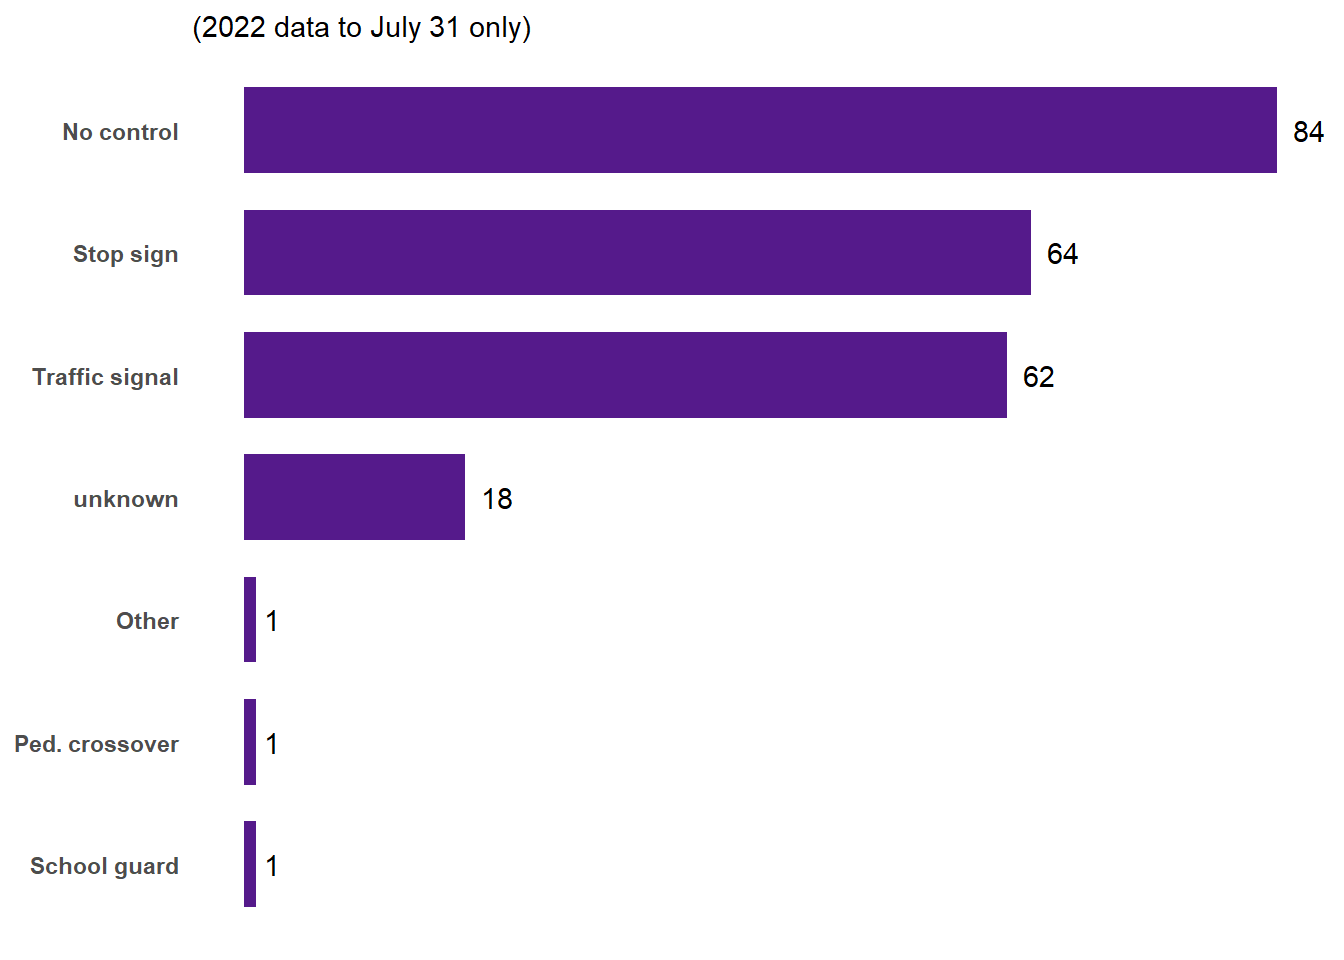 (2022 data to July 31 only)
No control 84
Stop sign 64
Traffic signal 62
unknown 18
Other 1
Ped. crossover 1
School guard 1